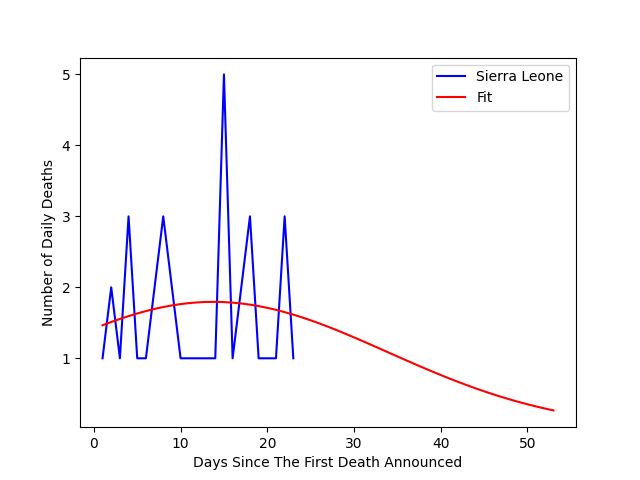 Sierra Leone
Fit
5
4
3
2
1
Number of Daily Deaths
0 10 20 30 40 50
Days Since The First Death Announced